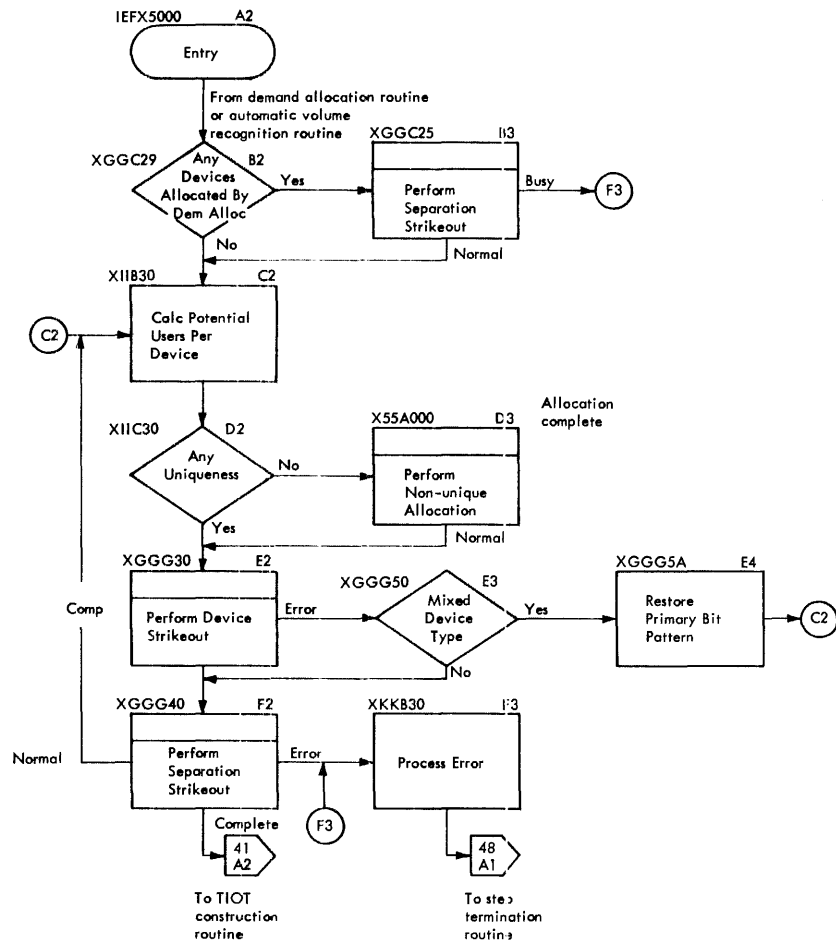 IEFX5000 A2
Entry
From demand allocation routine
or automatic volume
recognition routine
XGGC29 B2
Any
Devices
Allocated By
Dem Alloc
Yes
No
XGGC25 B3
Perform
Separation
Strikeout
Busy
F3
Normal
XIIB30 C2
Calc Potential
Users Per
Device
C2
XIIC30 D2
Any
Uniqueness
No
Yes
X55A000 D3
Perform
Non-unique
Allocation
Allocation
complete
Normal
XGGG30 E2
Perform Device
Strikeout
Error
XGGG50 E3
Mixed
Device
Type
Yes
No
XGGG5A E4
Restore
Primary Bit
Pattern
C2
Comp
XGGG40 F2
Perform
Separation
Strikeout
Normal
Error
F3
XKKB30 F3
Process Error
Complete
41
A2
To TIOT
construction
routine
48
A1
To step
termination
routine